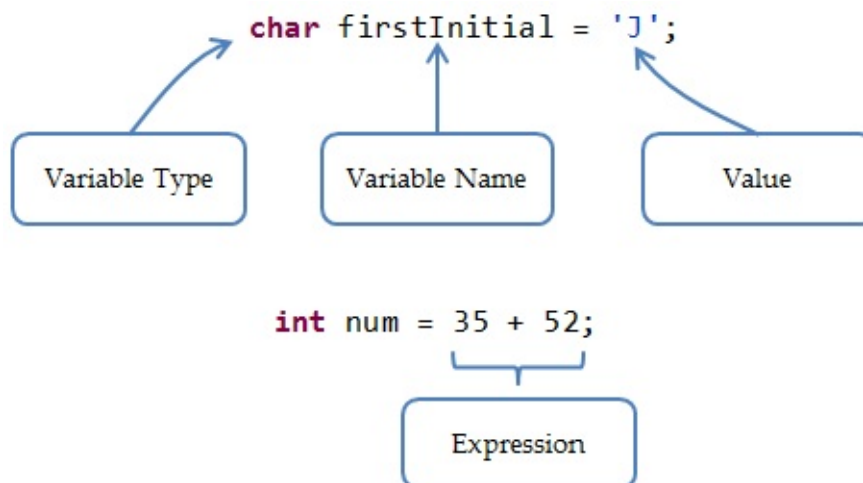 char firstInitial = 'J';
Variable Type
Variable Name
Value
int num = 35 + 52;
Expression